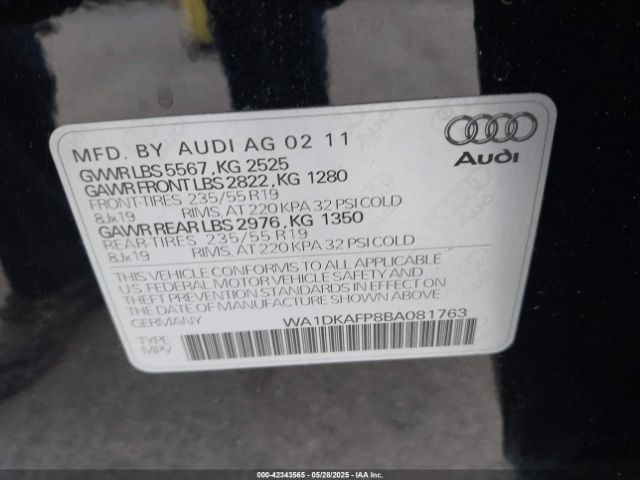 MFD. BY AUDI AG 02 11
GVWR LBS 5567, KG 2525
GAWR FRONT LBS 2822, KG 1280
FRONT-TIRES 235/55 R19
8Jx19 RIMS, AT 220 KPA 32 PSI COLD
GAWR REAR LBS 2976, KG 1350
REAR-TIRES 235/55 R19
8Jx19 RIMS, AT 220 KPA 32 PSI COLD
THIS VEHICLE CONFORMS TO ALL APPLICABLE
U.S. FEDERAL MOTOR VEHICLE SAFETY AND
THEFT PREVENTION STANDARDS IN EFFECT ON
THE DATE OF MANUFACTURE SHOWN ABOVE.
GERMANY WA1DKAFP8BA081763
TYPE:
MPV
Audi
000-42343565 - 05/28/2025 - IAAI Copyright